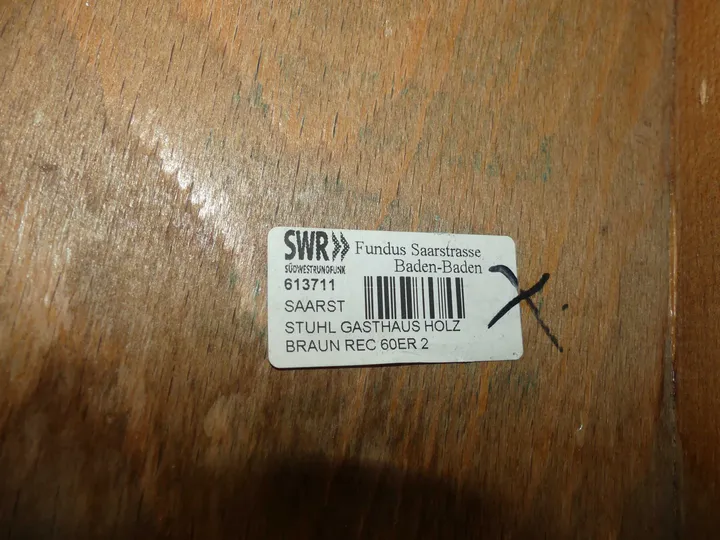 SWR Fundus Saarstrasse
SÜDWESTRUNDFUNK Baden-Baden
613711
SAARST
STUHL GASTHAUS HOLZ
BRAUN REC 60ER 2